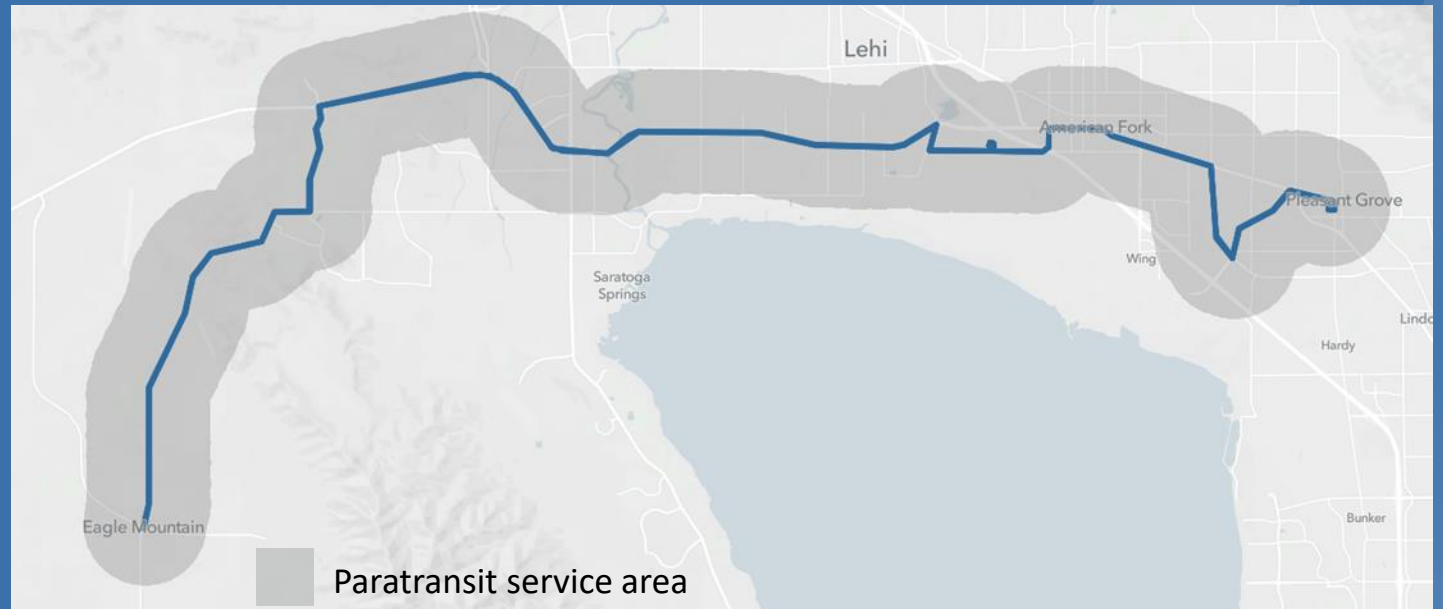 Lehi
American Fork
Pleasant Grove
Wing
Saratoga
Springs
Lindo
Hardy
Bunker
Eagle Mountain
Paratransit service area